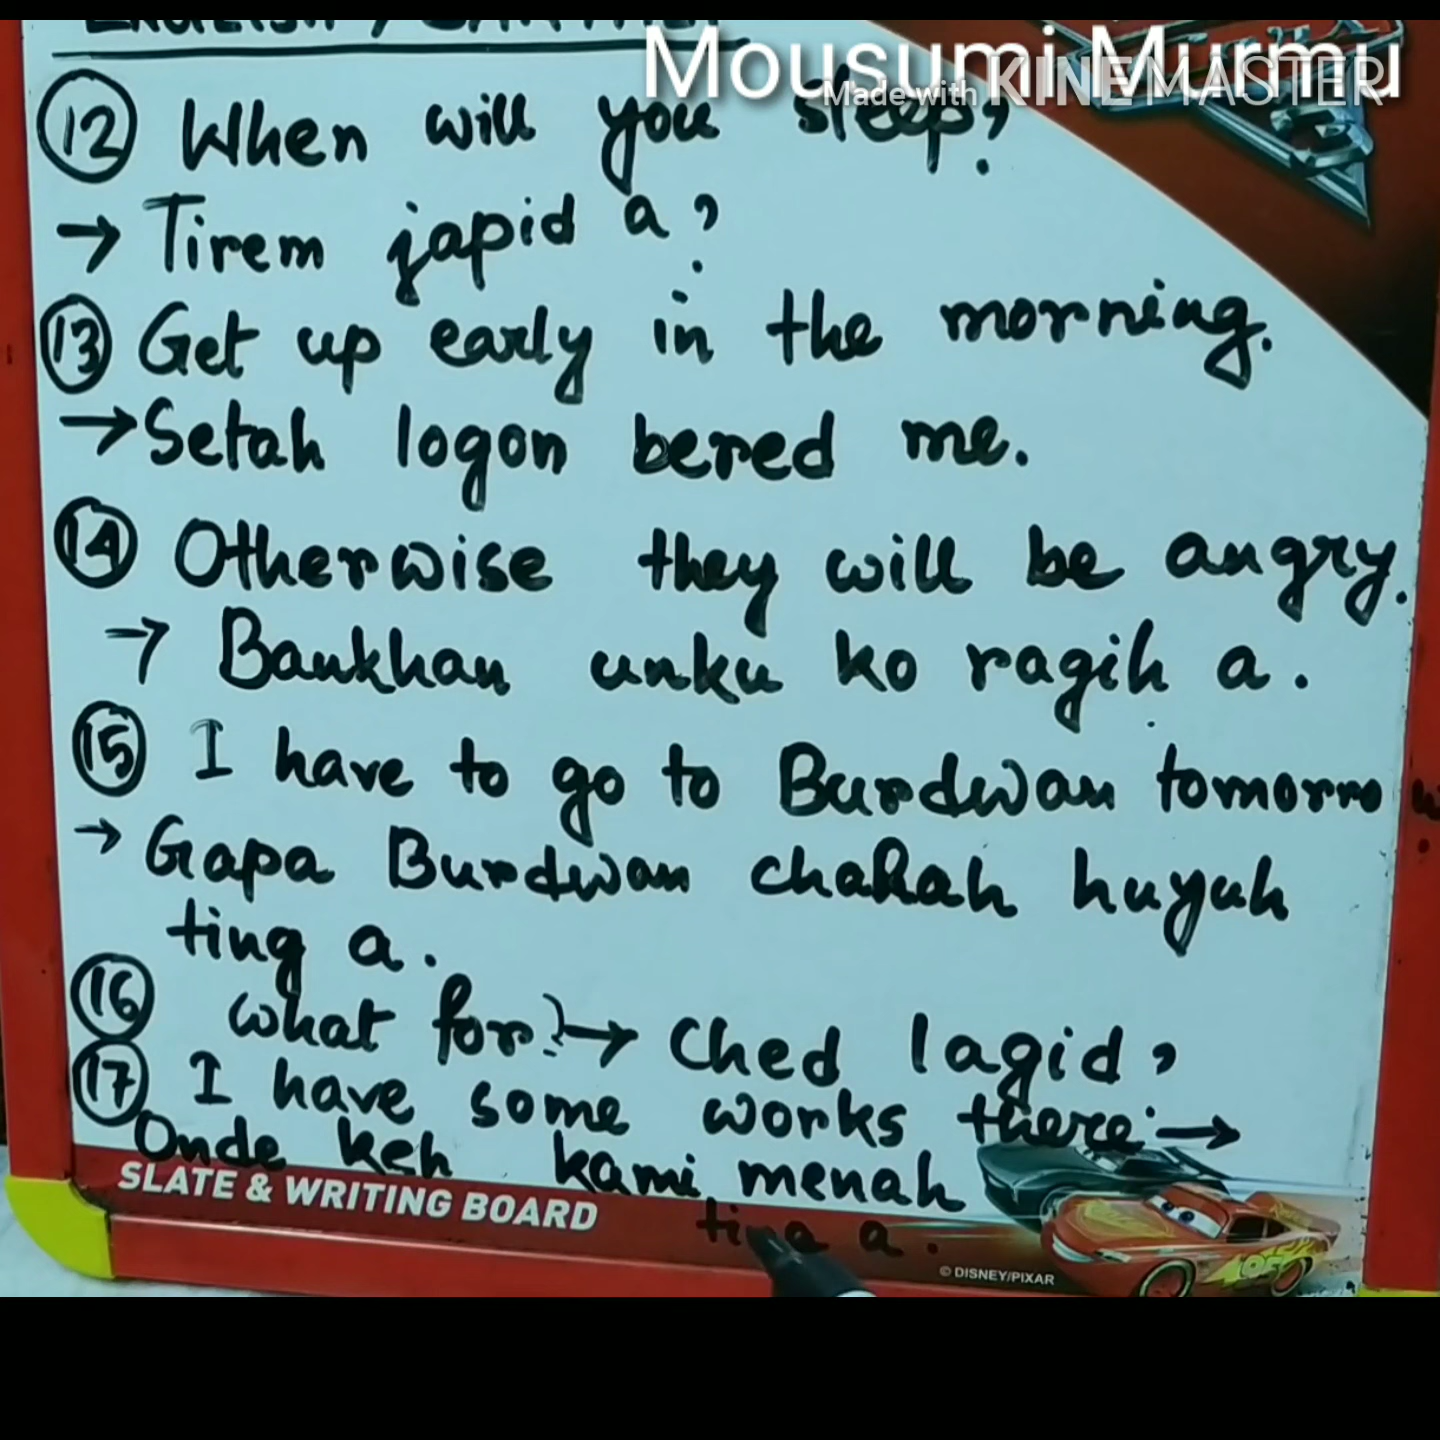 Mousumi Murmu
Made with KINEMASTER
12 When will you sleep?
→ Tirem japid a?
13 Get up early in the morning.
→ Setah logon bered me.
14 Otherwise they will be angry.
→ Bankhan unku ko ragih a.
15 I have to go to Burdwan tomorrow.
→ Gapa Burdwan chalah huyuh
ting a.
16 What for? → Ched lagid?
17 I have some works there. →
Onde keh kami menah
a.
SLATE & WRITING BOARD
© DISNEY/PIXAR